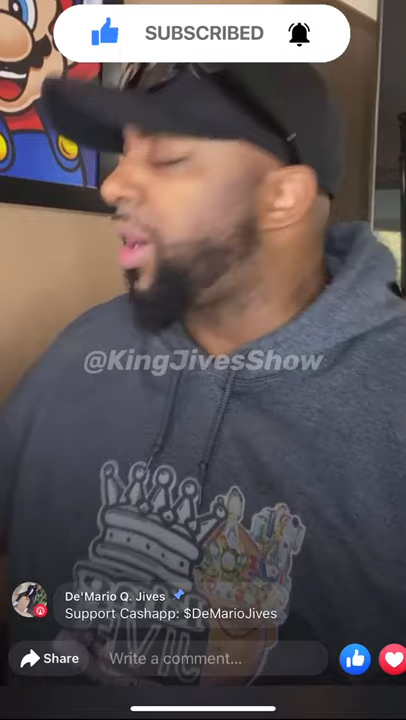 SUBSCRIBED
@KingJivesShow
De'Mario Q. Jives
Support Cashapp: $DeMarioJives
Share
Write a comment...